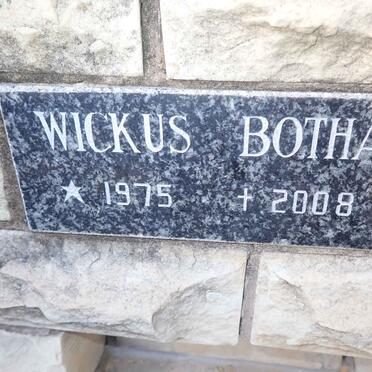 WICKUS BOTHA
★ 1975 ✝ 2008